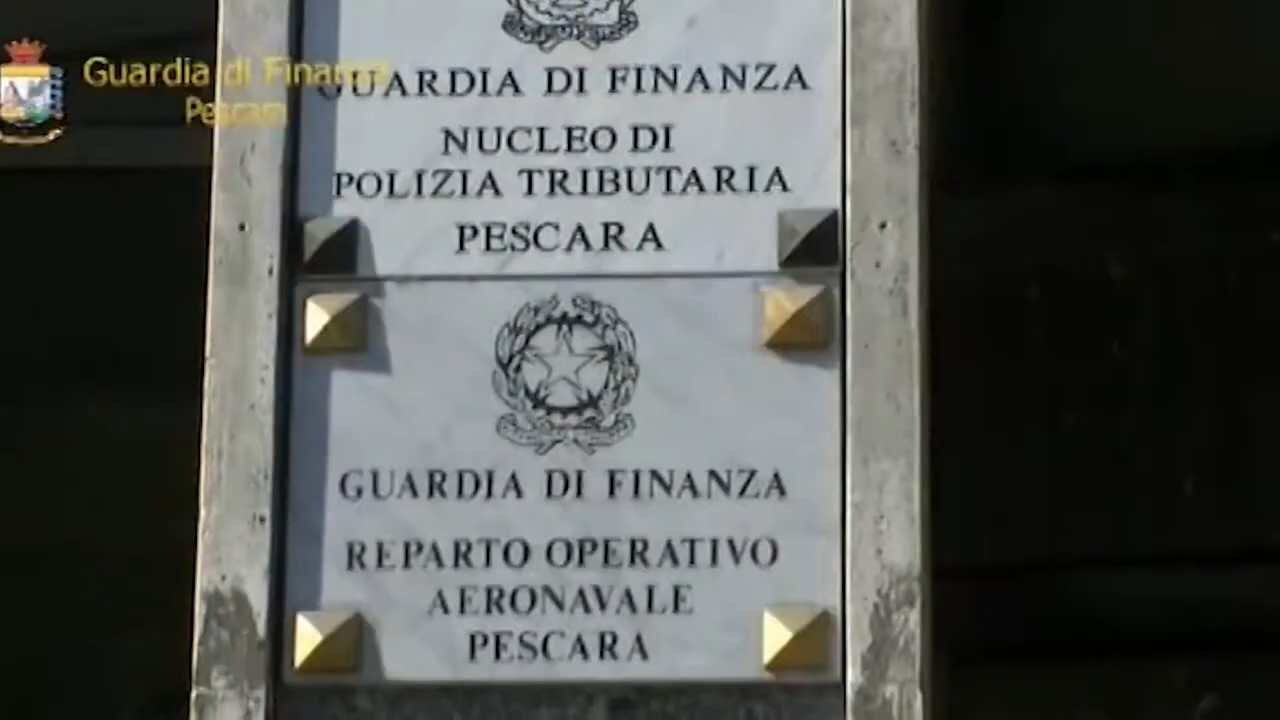 Guardia di Finanza
Pescara
GUARDIA DI FINANZA
NUCLEO DI
POLIZIA TRIBUTARIA
PESCARA
GUARDIA DI FINANZA
REPARTO OPERATIVO
AERONAVALE
PESCARA